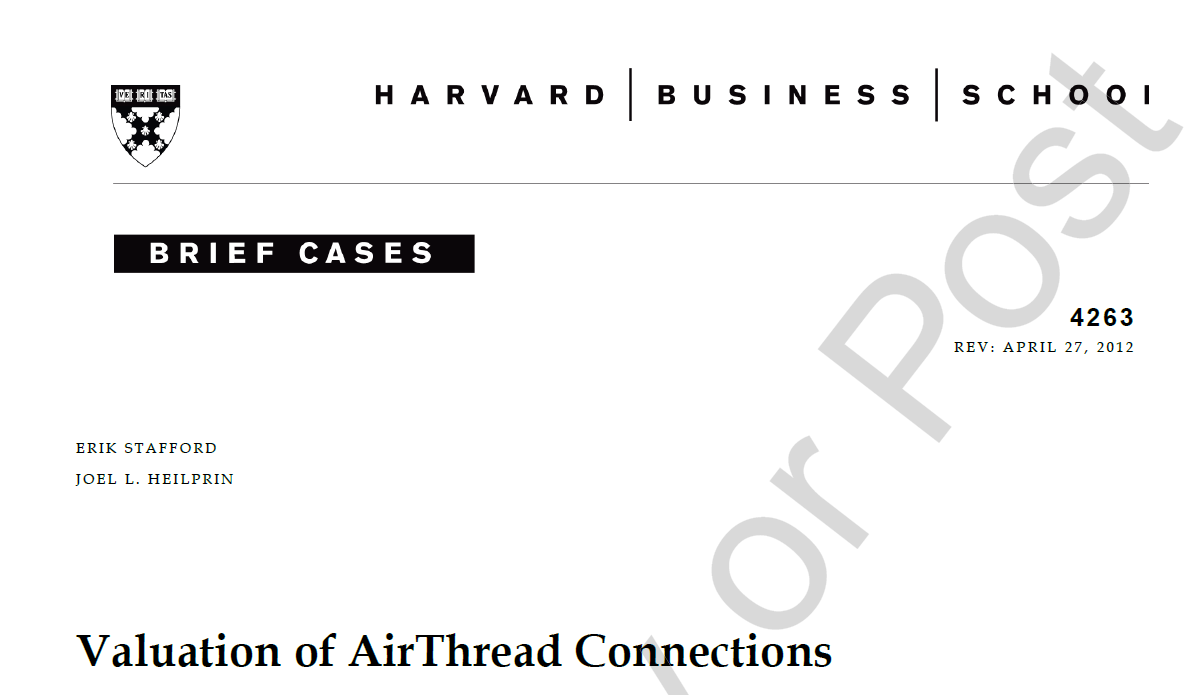 VE RI TAS
HARVARD | BUSINESS | SCHOOL
BRIEF CASES
4263
REV: APRIL 27, 2012
ERIK STAFFORD
JOEL L. HEILPRIN
Valuation of AirThread Connections
or Post